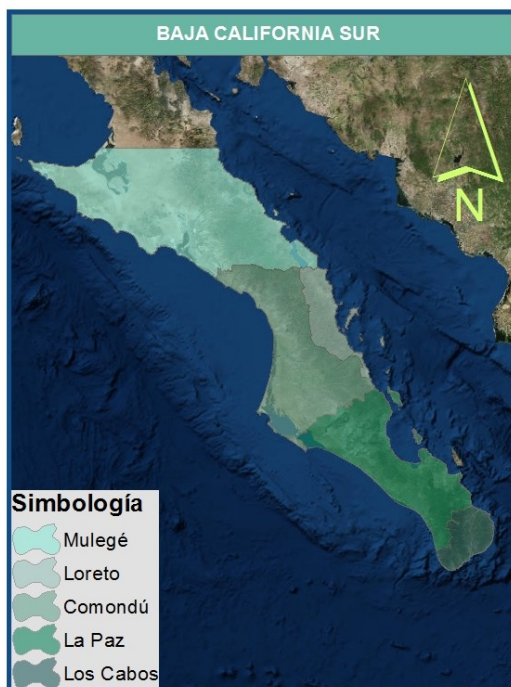 BAJA CALIFORNIA SUR
N
Simbología
Mulegé
Loreto
Comondú
La Paz
Los Cabos